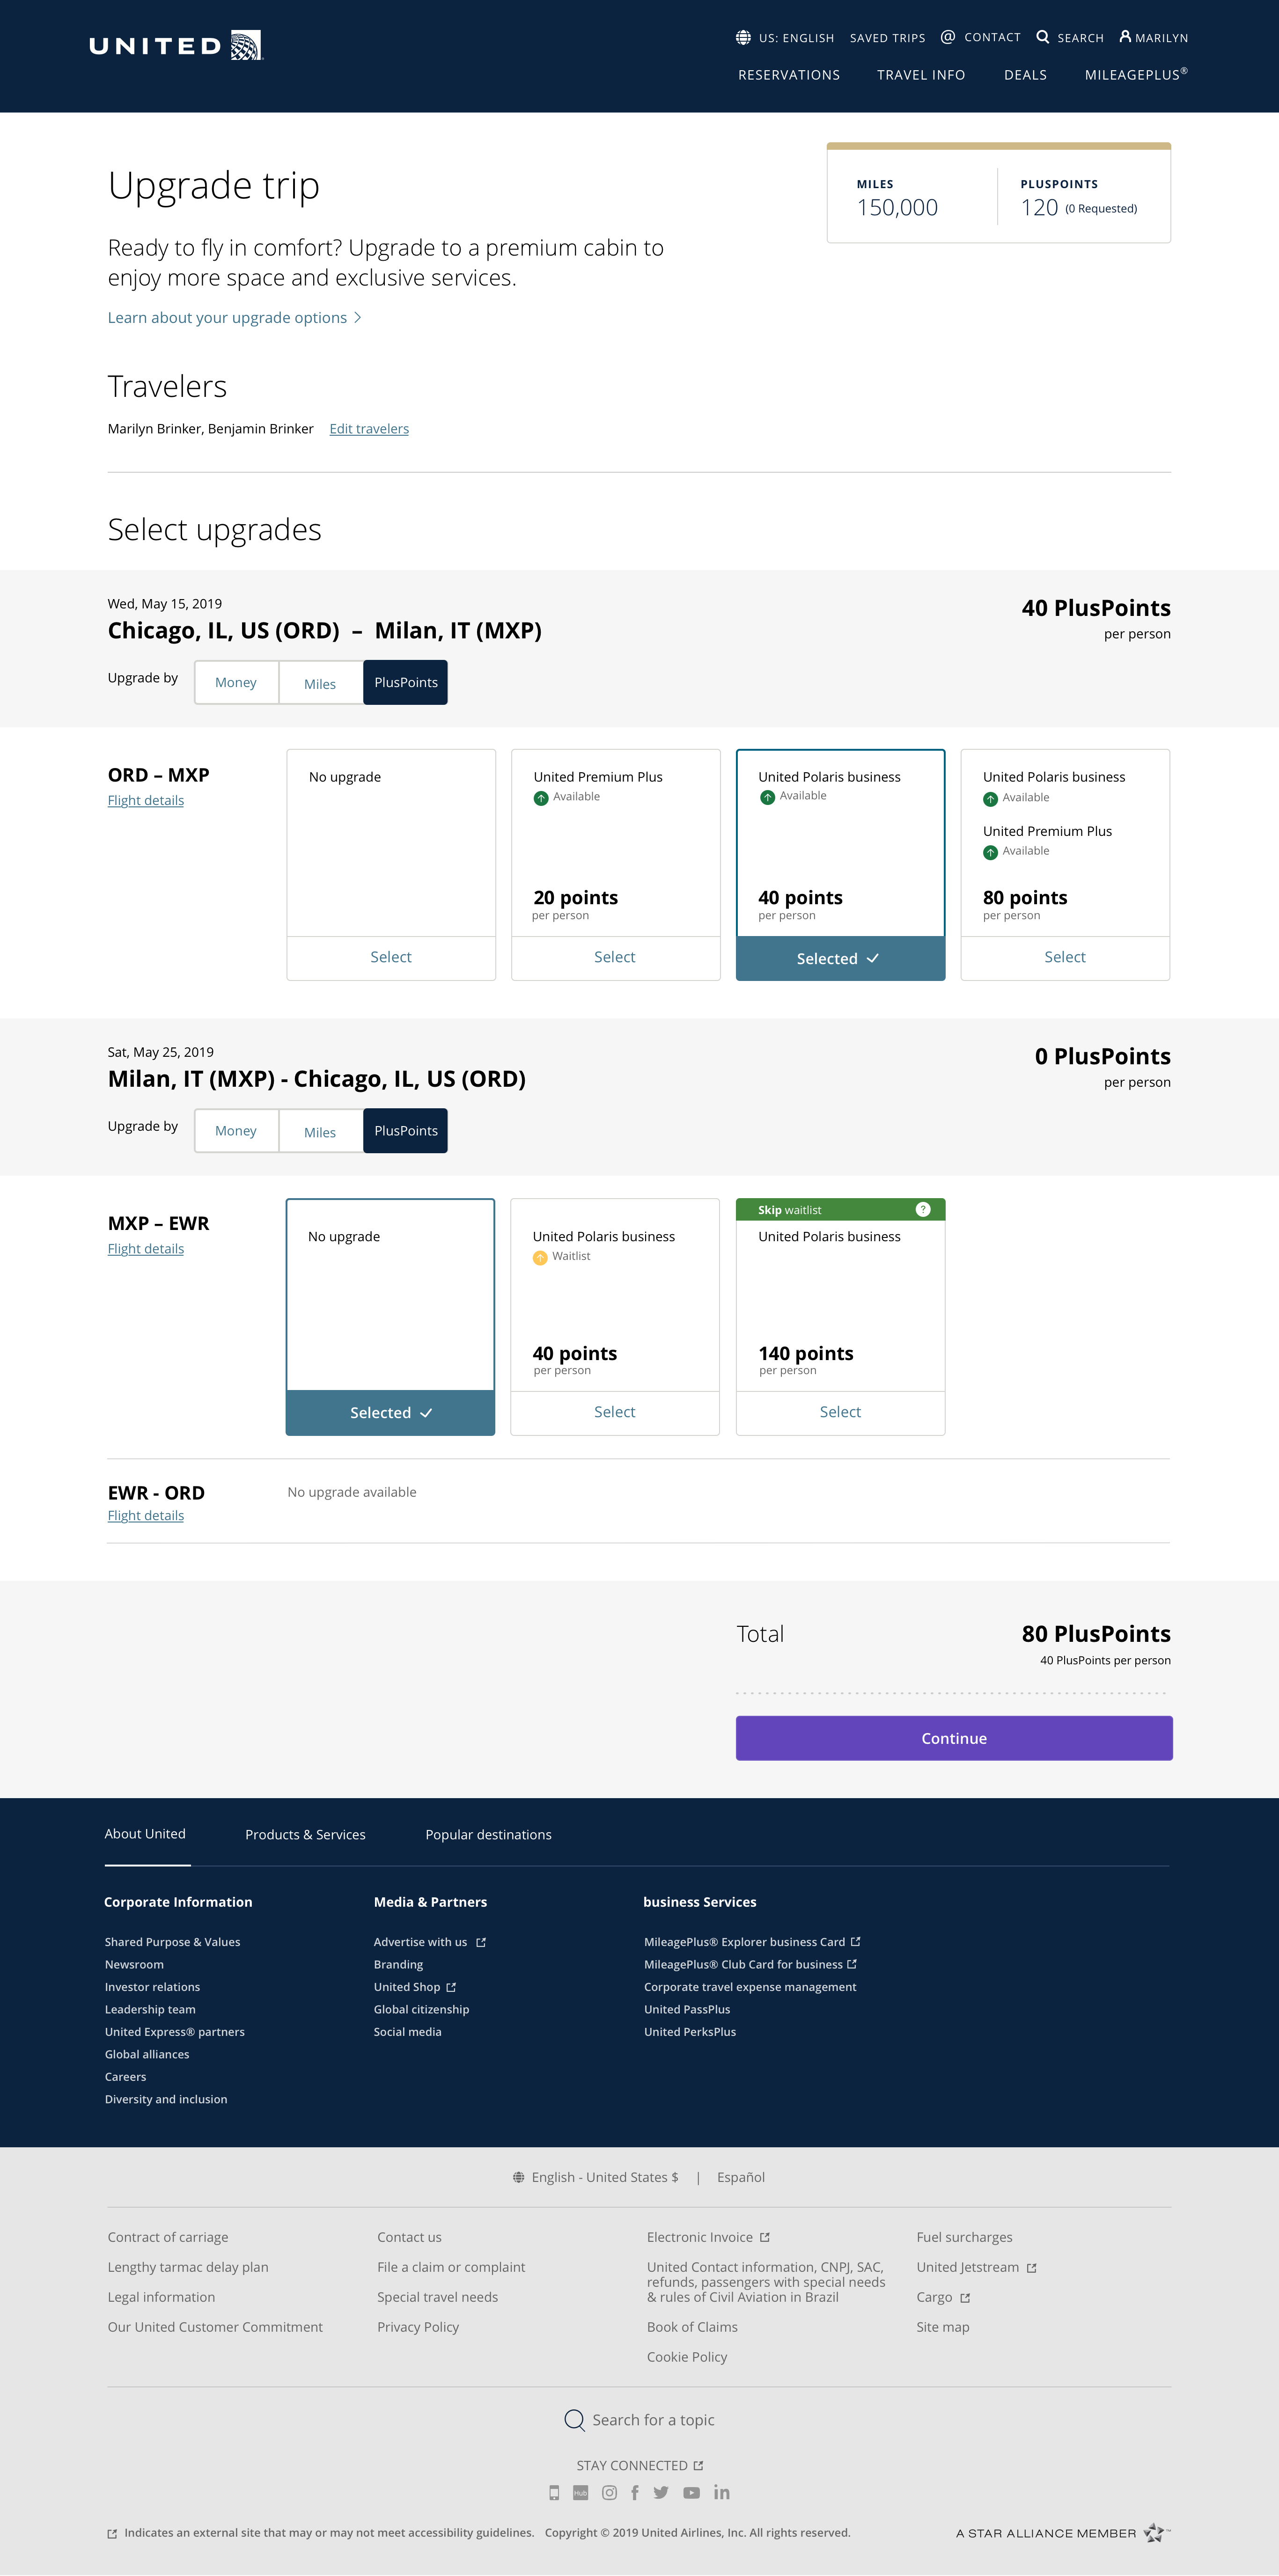 UNITED
US: ENGLISH SAVED TRIPS @ CONTACT SEARCH MARILYN
RESERVATIONS TRAVEL INFO DEALS MILEAGEPLUS®
Upgrade trip
MILES PLUSPOINTS
150,000 120 (0 Requested)
Ready to fly in comfort? Upgrade to a premium cabin to
enjoy more space and exclusive services.
Learn about your upgrade options
Travelers
Marilyn Brinker, Benjamin Brinker Edit travelers
Select upgrades
Wed, May 15, 2019
Chicago, IL, US (ORD) – Milan, IT (MXP)
40 PlusPoints
per person
Upgrade by Money Miles PlusPoints
ORD – MXP
Flight details
No upgrade
Select
United Premium Plus
Available
20 points
per person
Select
United Polaris business
Available
40 points
per person
Selected
United Polaris business
Available
United Premium Plus
Available
80 points
per person
Select
Sat, May 25, 2019
Milan, IT (MXP) - Chicago, IL, US (ORD)
0 PlusPoints
per person
Upgrade by Money Miles PlusPoints
MXP – EWR
Flight details
No upgrade
Selected
United Polaris business
Waitlist
40 points
per person
Select
Skip waitlist ?
United Polaris business
140 points
per person
Select
EWR - ORD No upgrade available
Flight details
Total 80 PlusPoints
40 PlusPoints per person
Continue
About United Products & Services Popular destinations
Corporate Information
Shared Purpose & Values
Newsroom
Investor relations
Leadership team
United Express® partners
Global alliances
Careers
Diversity and inclusion
Media & Partners
Advertise with us
Branding
United Shop
Global citizenship
Social media
business Services
MileagePlus® Explorer business Card
MileagePlus® Club Card for business
Corporate travel expense management
United PassPlus
United PerksPlus
English - United States $ | Español
Contract of carriage
Lengthy tarmac delay plan
Legal information
Our United Customer Commitment
Contact us
File a claim or complaint
Special travel needs
Privacy Policy
Electronic Invoice
United Contact information, CNPJ, SAC,
refunds, passengers with special needs
& rules of Civil Aviation in Brazil
Book of Claims
Cookie Policy
Fuel surcharges
United Jetstream
Cargo
Site map
Search for a topic
STAY CONNECTED
Hub
Indicates an external site that may or may not meet accessibility guidelines. Copyright © 2019 United Airlines, Inc. All rights reserved.
A STAR ALLIANCE MEMBER ™